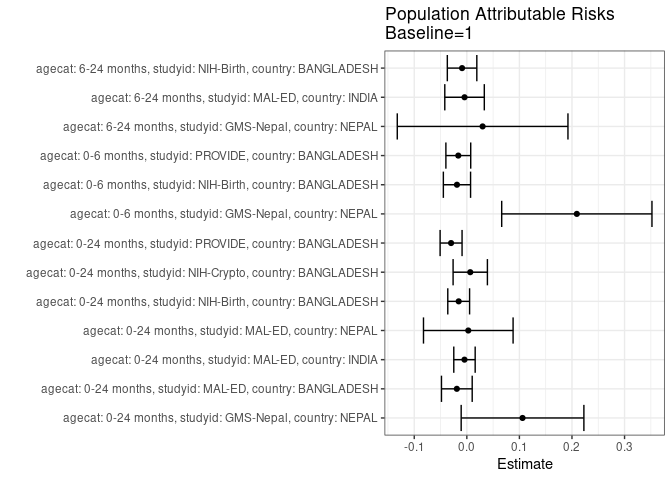 Population Attributable Risks
Baseline=1
agecat: 6-24 months, studyid: NIH-Birth, country: BANGLADESH
agecat: 6-24 months, studyid: MAL-ED, country: INDIA
agecat: 6-24 months, studyid: GMS-Nepal, country: NEPAL
agecat: 0-6 months, studyid: PROVIDE, country: BANGLADESH
agecat: 0-6 months, studyid: NIH-Birth, country: BANGLADESH
agecat: 0-6 months, studyid: GMS-Nepal, country: NEPAL
agecat: 0-24 months, studyid: PROVIDE, country: BANGLADESH
agecat: 0-24 months, studyid: NIH-Crypto, country: BANGLADESH
agecat: 0-24 months, studyid: NIH-Birth, country: BANGLADESH
agecat: 0-24 months, studyid: MAL-ED, country: NEPAL
agecat: 0-24 months, studyid: MAL-ED, country: INDIA
agecat: 0-24 months, studyid: MAL-ED, country: BANGLADESH
agecat: 0-24 months, studyid: GMS-Nepal, country: NEPAL
-0.1 0.0 0.1 0.2 0.3
Estimate